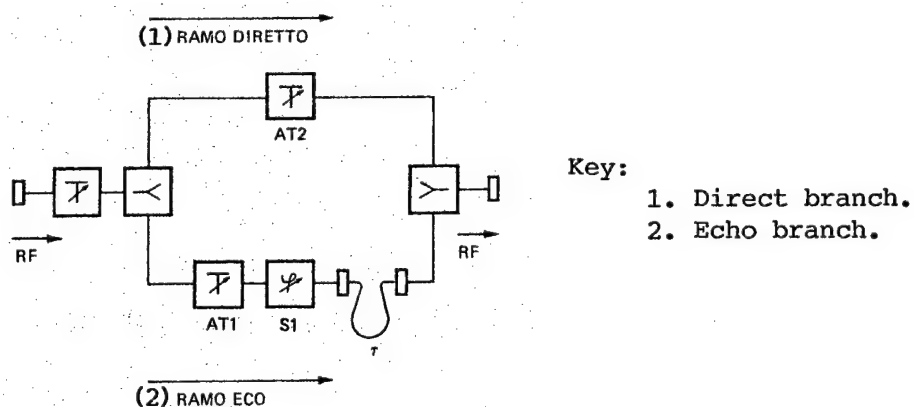 (1) RAMO DIRETTO
AT2
Key:
1. Direct branch.
2. Echo branch.
RF
RF
AT1
S1
φ
τ
(2) RAMO ECO